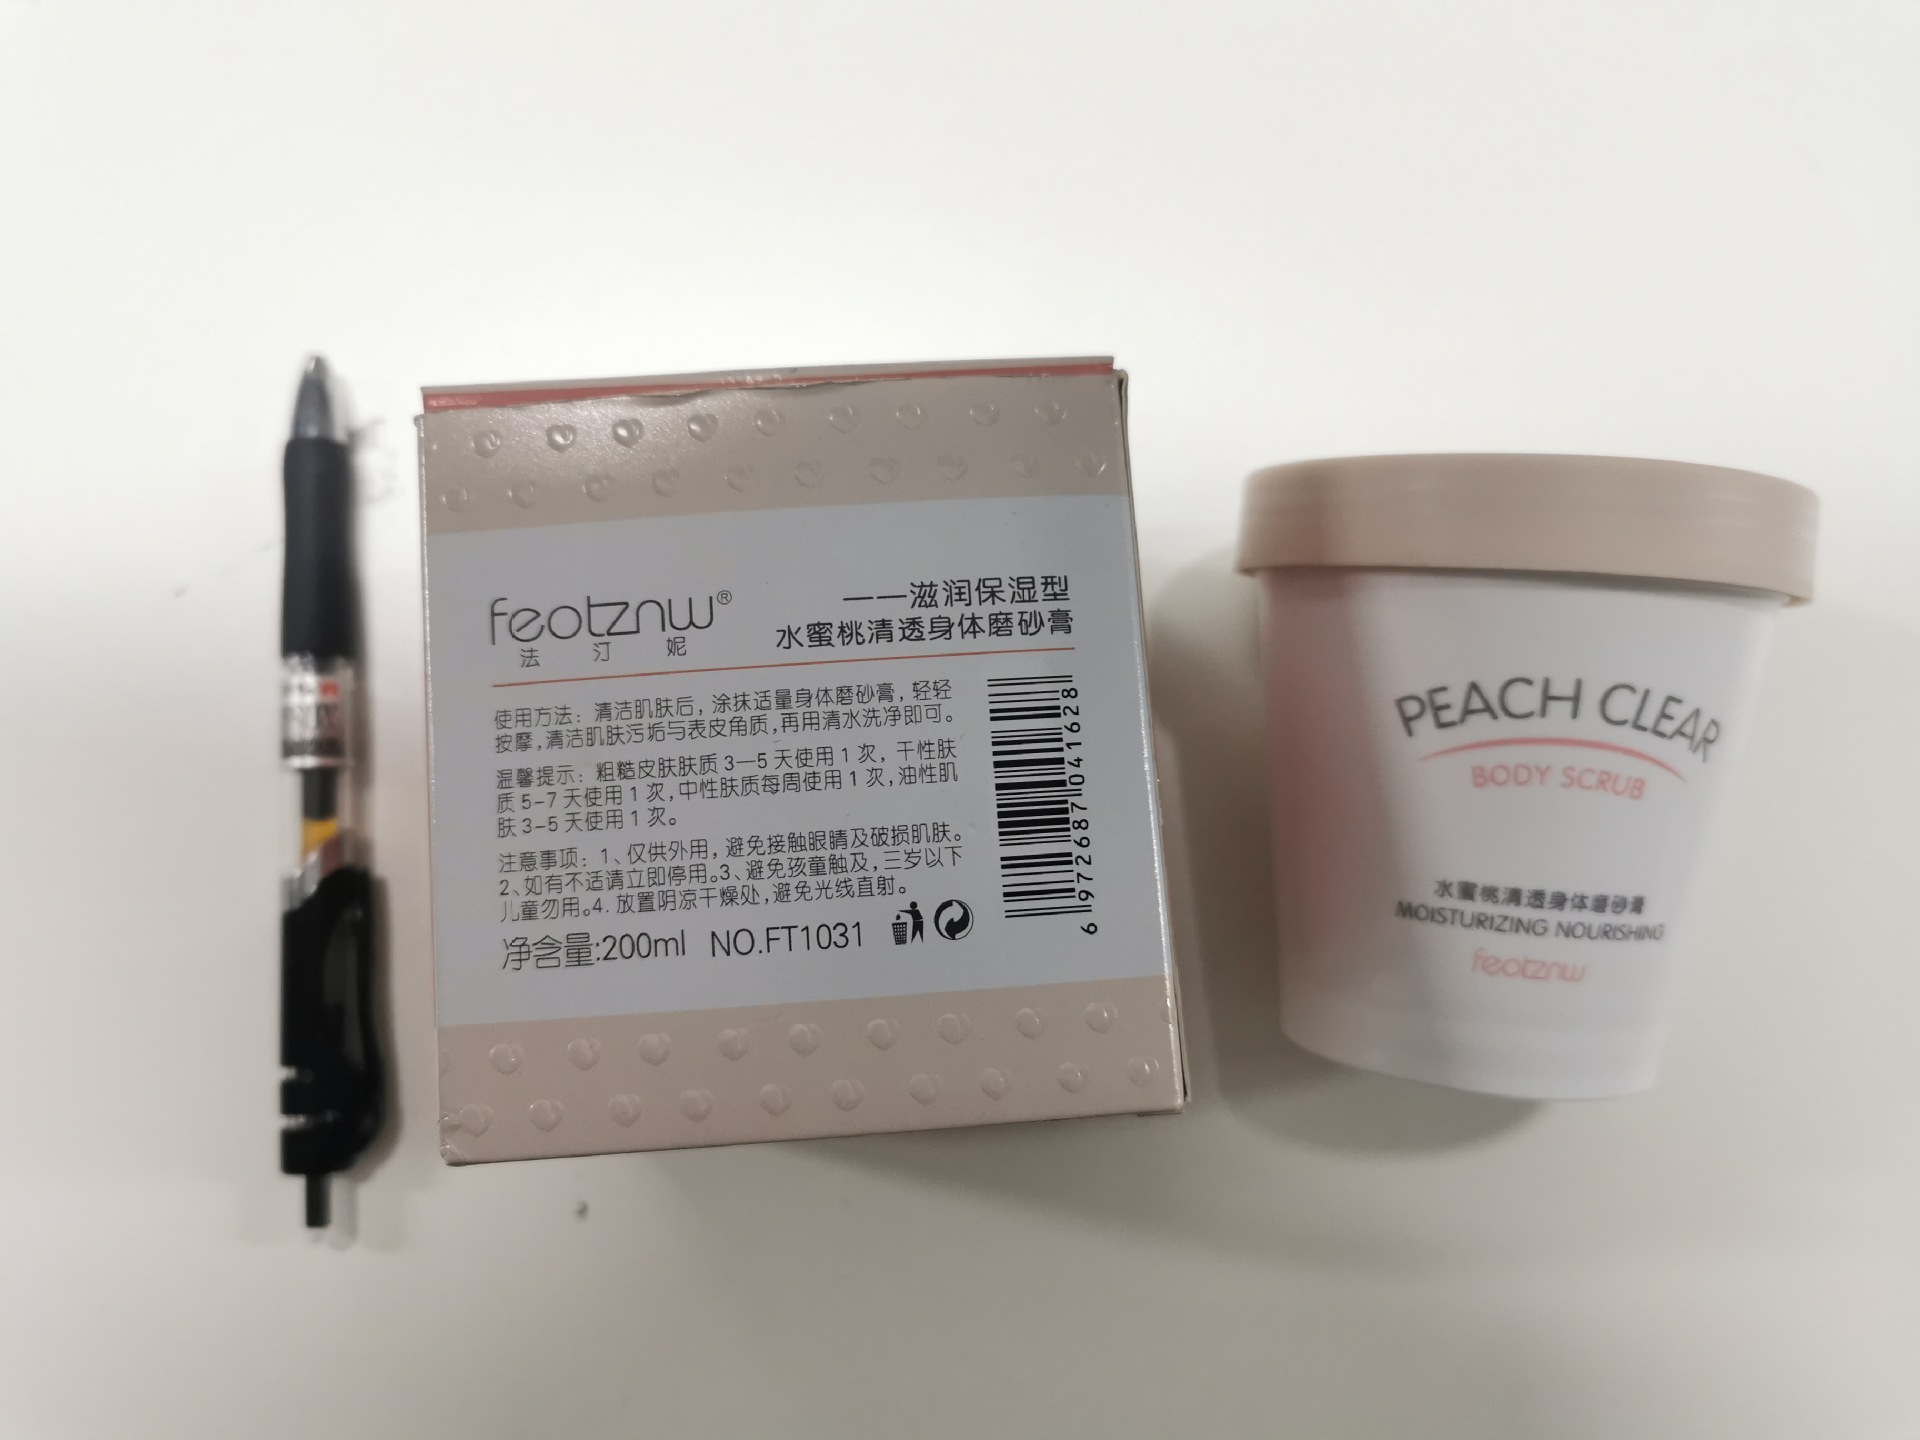 feotznw®
法汀妮
——滋润保湿型
水蜜桃清透身体磨砂膏
使用方法：清洁肌肤后，涂抹适量身体磨砂膏，轻轻
按摩，清洁肌肤污垢与表皮角质，再用清水洗净即可。
温馨提示：粗糙皮肤肤质3—5天使用1次，干性肤
质5-7天使用1次，中性肤质每周使用1次，油性肌
肤3-5天使用1次。
注意事项：1、仅供外用，避免接触眼睛及破损肌肤。
2、如有不适请立即停用。3、避免孩童触及，三岁以下
儿童勿用。4.放置阴凉干燥处，避免光线直射。
净含量:200ml NO.FT1031
6972687041628
PEACH CLEAR
BODY SCRUB
水蜜桃清透身体磨砂膏
MOISTURIZING NOURISHING
feotznw